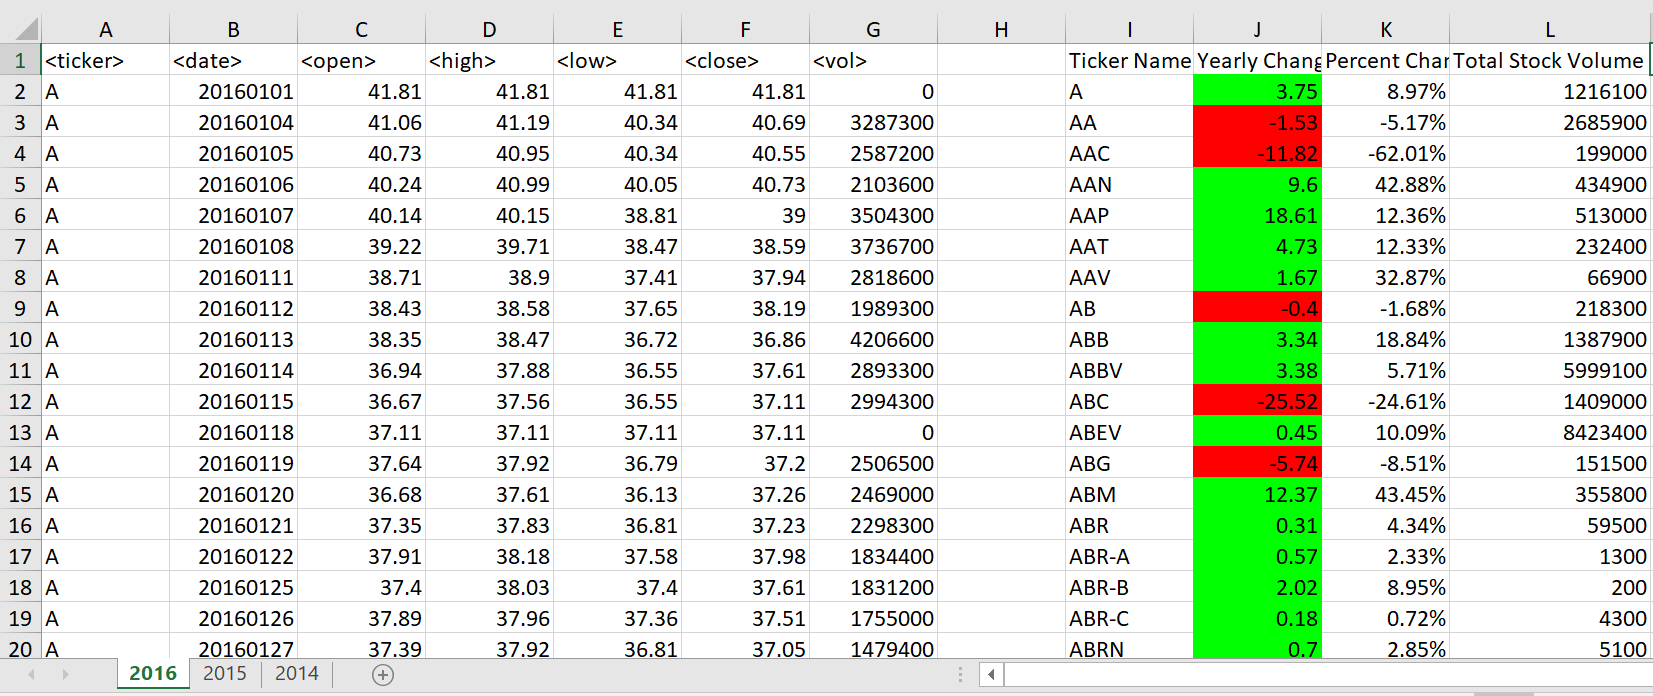 A B C D E F G H I J K L
1 <ticker> <date> <open> <high> <low> <close> <vol> Ticker Name Yearly Chang Percent Char Total Stock Volume
2 A 20160101 41.81 41.81 41.81 41.81 0 A 3.75 8.97% 1216100
3 A 20160104 41.06 41.19 40.34 40.69 3287300 AA -1.53 -5.17% 2685900
4 A 20160105 40.73 40.95 40.34 40.55 2587200 AAC -11.82 -62.01% 199000
5 A 20160106 40.24 40.99 40.05 40.73 2103600 AAN 9.6 42.88% 434900
6 A 20160107 40.14 40.15 38.81 39 3504300 AAP 18.61 12.36% 513000
7 A 20160108 39.22 39.71 38.47 38.59 3736700 AAT 4.73 12.33% 232400
8 A 20160111 38.71 38.9 37.41 37.94 2818600 AAV 1.67 32.87% 66900
9 A 20160112 38.43 38.58 37.65 38.19 1989300 AB -0.4 -1.68% 218300
10 A 20160113 38.35 38.47 36.72 36.86 4206600 ABB 3.34 18.84% 1387900
11 A 20160114 36.94 37.88 36.55 37.61 2893300 ABBV 3.38 5.71% 5999100
12 A 20160115 36.67 37.56 36.55 37.11 2994300 ABC -25.52 -24.61% 1409000
13 A 20160118 37.11 37.11 37.11 37.11 0 ABEV 0.45 10.09% 8423400
14 A 20160119 37.64 37.92 36.79 37.2 2506500 ABG -5.74 -8.51% 151500
15 A 20160120 36.68 37.61 36.13 37.26 2469000 ABM 12.37 43.45% 355800
16 A 20160121 37.35 37.83 36.81 37.23 2298300 ABR 0.31 4.34% 59500
17 A 20160122 37.91 38.18 37.58 37.98 1834400 ABR-A 0.57 2.33% 1300
18 A 20160125 37.4 38.03 37.4 37.61 1831200 ABR-B 2.02 8.95% 200
19 A 20160126 37.89 37.96 37.36 37.51 1755000 ABR-C 0.18 0.72% 4300
20 A 20160127 37.39 37.92 36.81 37.05 1479400 ABRN 0.7 2.85% 5100
2016 2015 2014